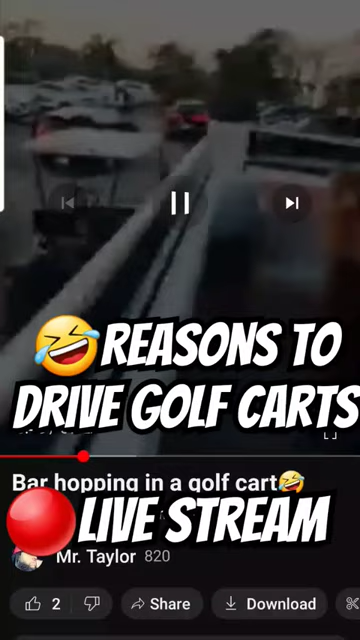 🤣REASONS TO
DRIVE GOLF CARTS
Bar hopping in a golf cart🤣
🔴LIVE STREAM
Mr. Taylor 820
2 Share Download